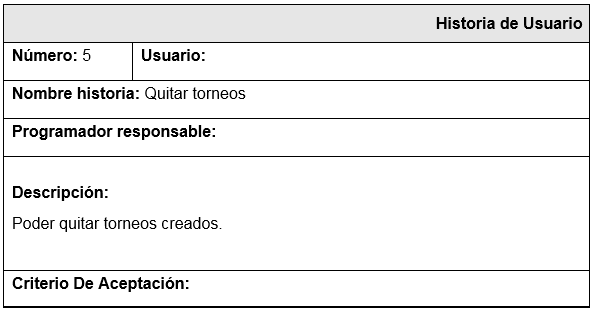 Historia de Usuario
Número: 5 Usuario:
Nombre historia: Quitar torneos
Programador responsable:
Descripción:
Poder quitar torneos creados.
Criterio De Aceptación: